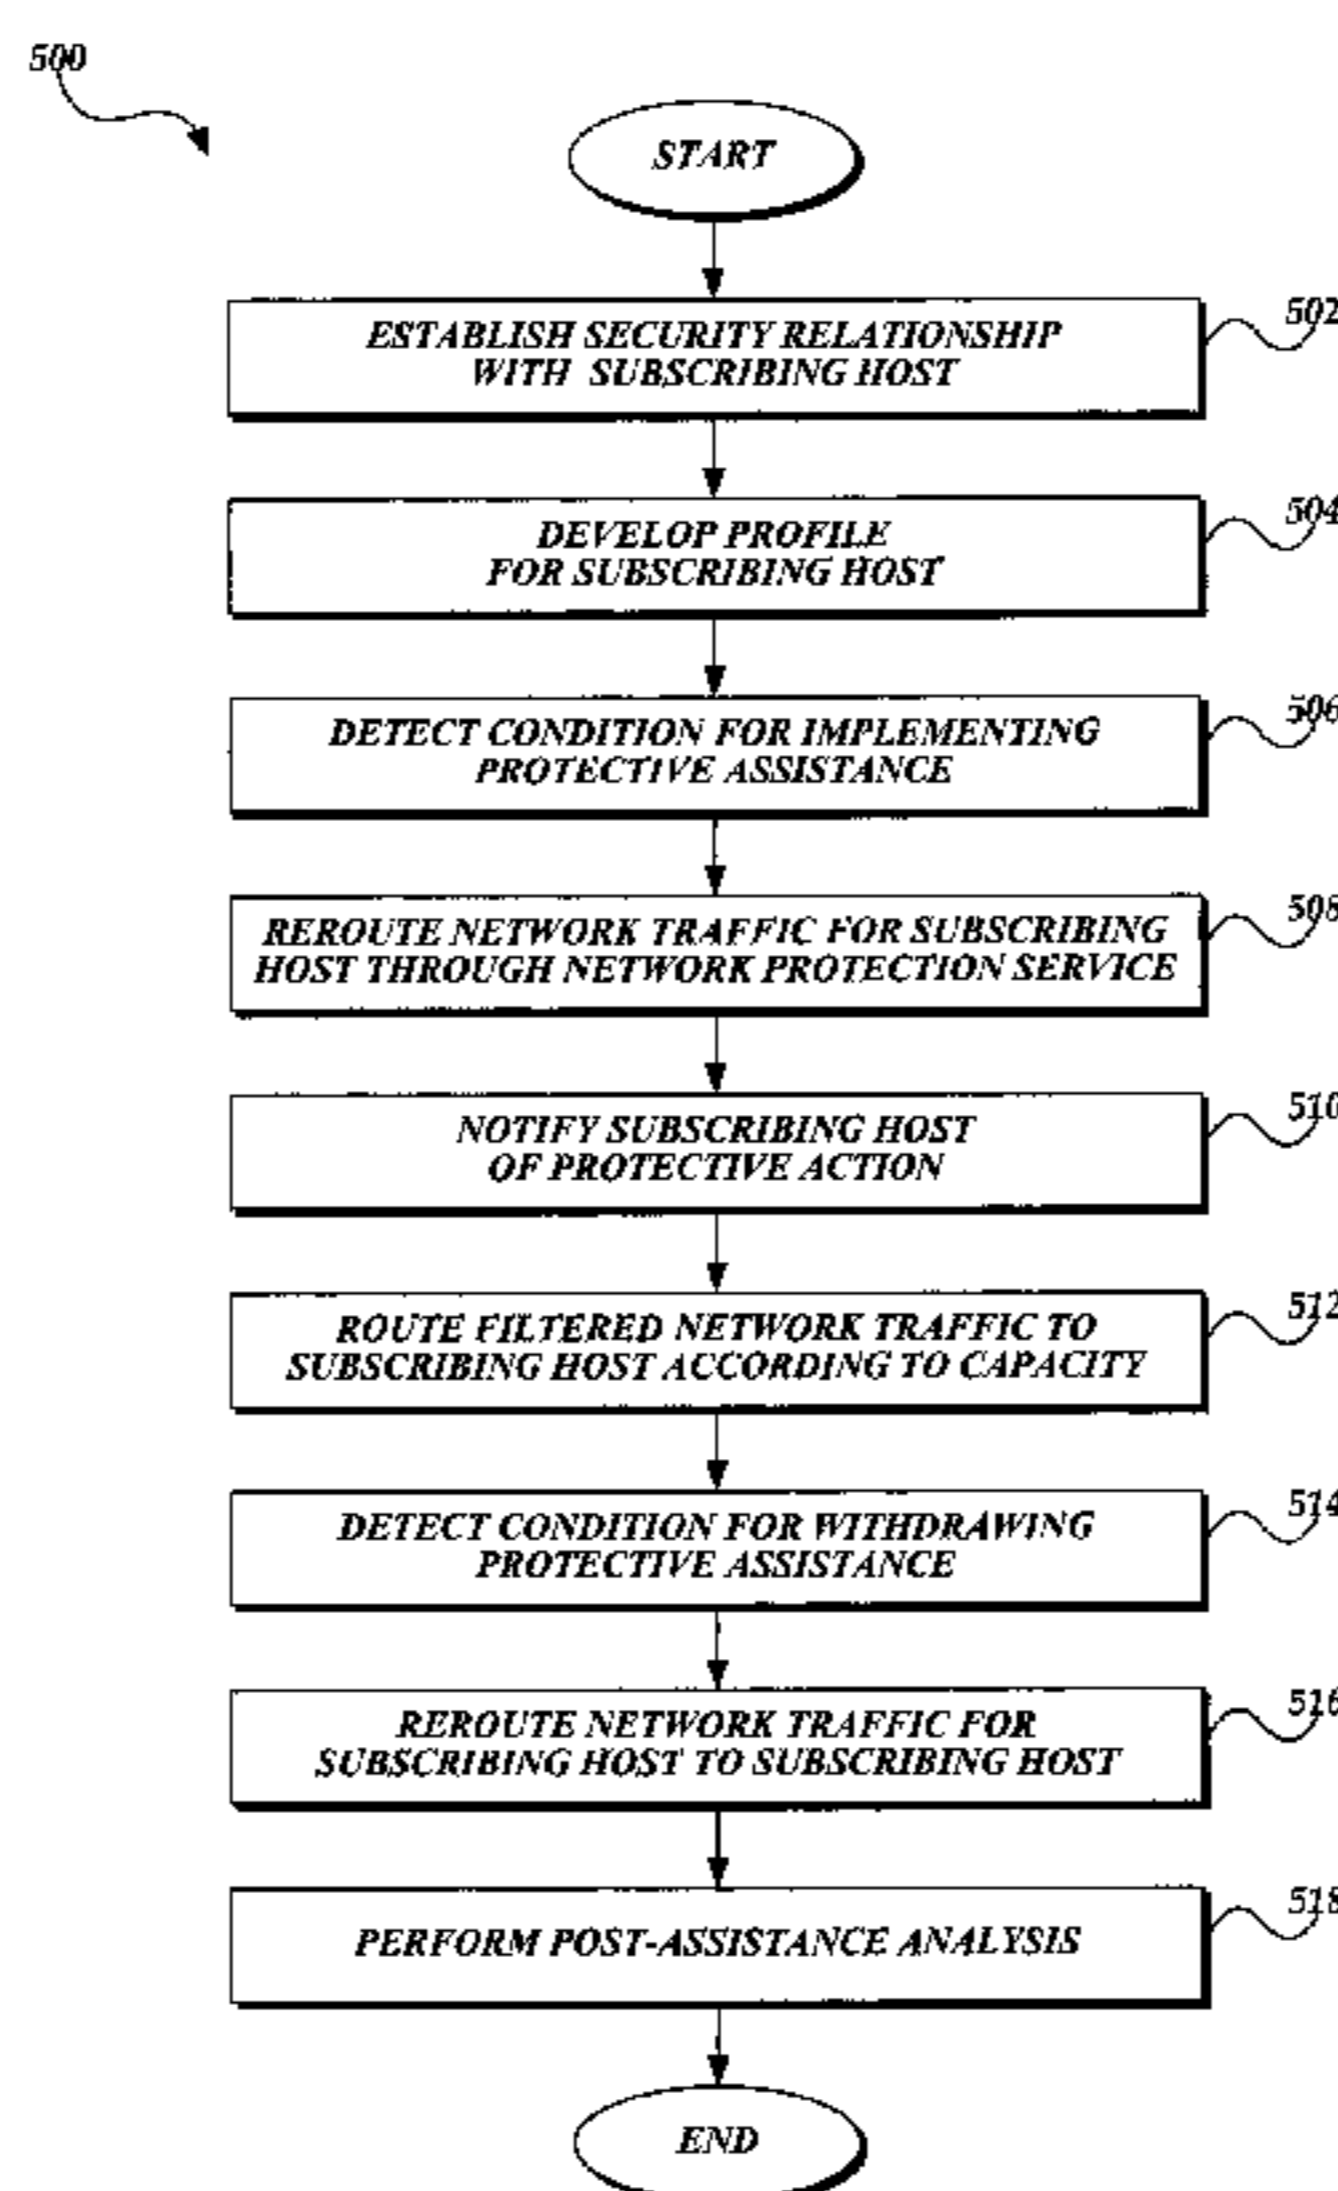 500
START
ESTABLISH SECURITY RELATIONSHIP
WITH SUBSCRIBING HOST
502
DEVELOP PROFILE
FOR SUBSCRIBING HOST
504
DETECT CONDITION FOR IMPLEMENTING
PROTECTIVE ASSISTANCE
506
REROUTE NETWORK TRAFFIC FOR SUBSCRIBING
HOST THROUGH NETWORK PROTECTION SERVICE
508
NOTIFY SUBSCRIBING HOST
OF PROTECTIVE ACTION
510
ROUTE FILTERED NETWORK TRAFFIC TO
SUBSCRIBING HOST ACCORDING TO CAPACITY
512
DETECT CONDITION FOR WITHDRAWING
PROTECTIVE ASSISTANCE
514
REROUTE NETWORK TRAFFIC FOR
SUBSCRIBING HOST TO SUBSCRIBING HOST
516
PERFORM POST-ASSISTANCE ANALYSIS
518
END